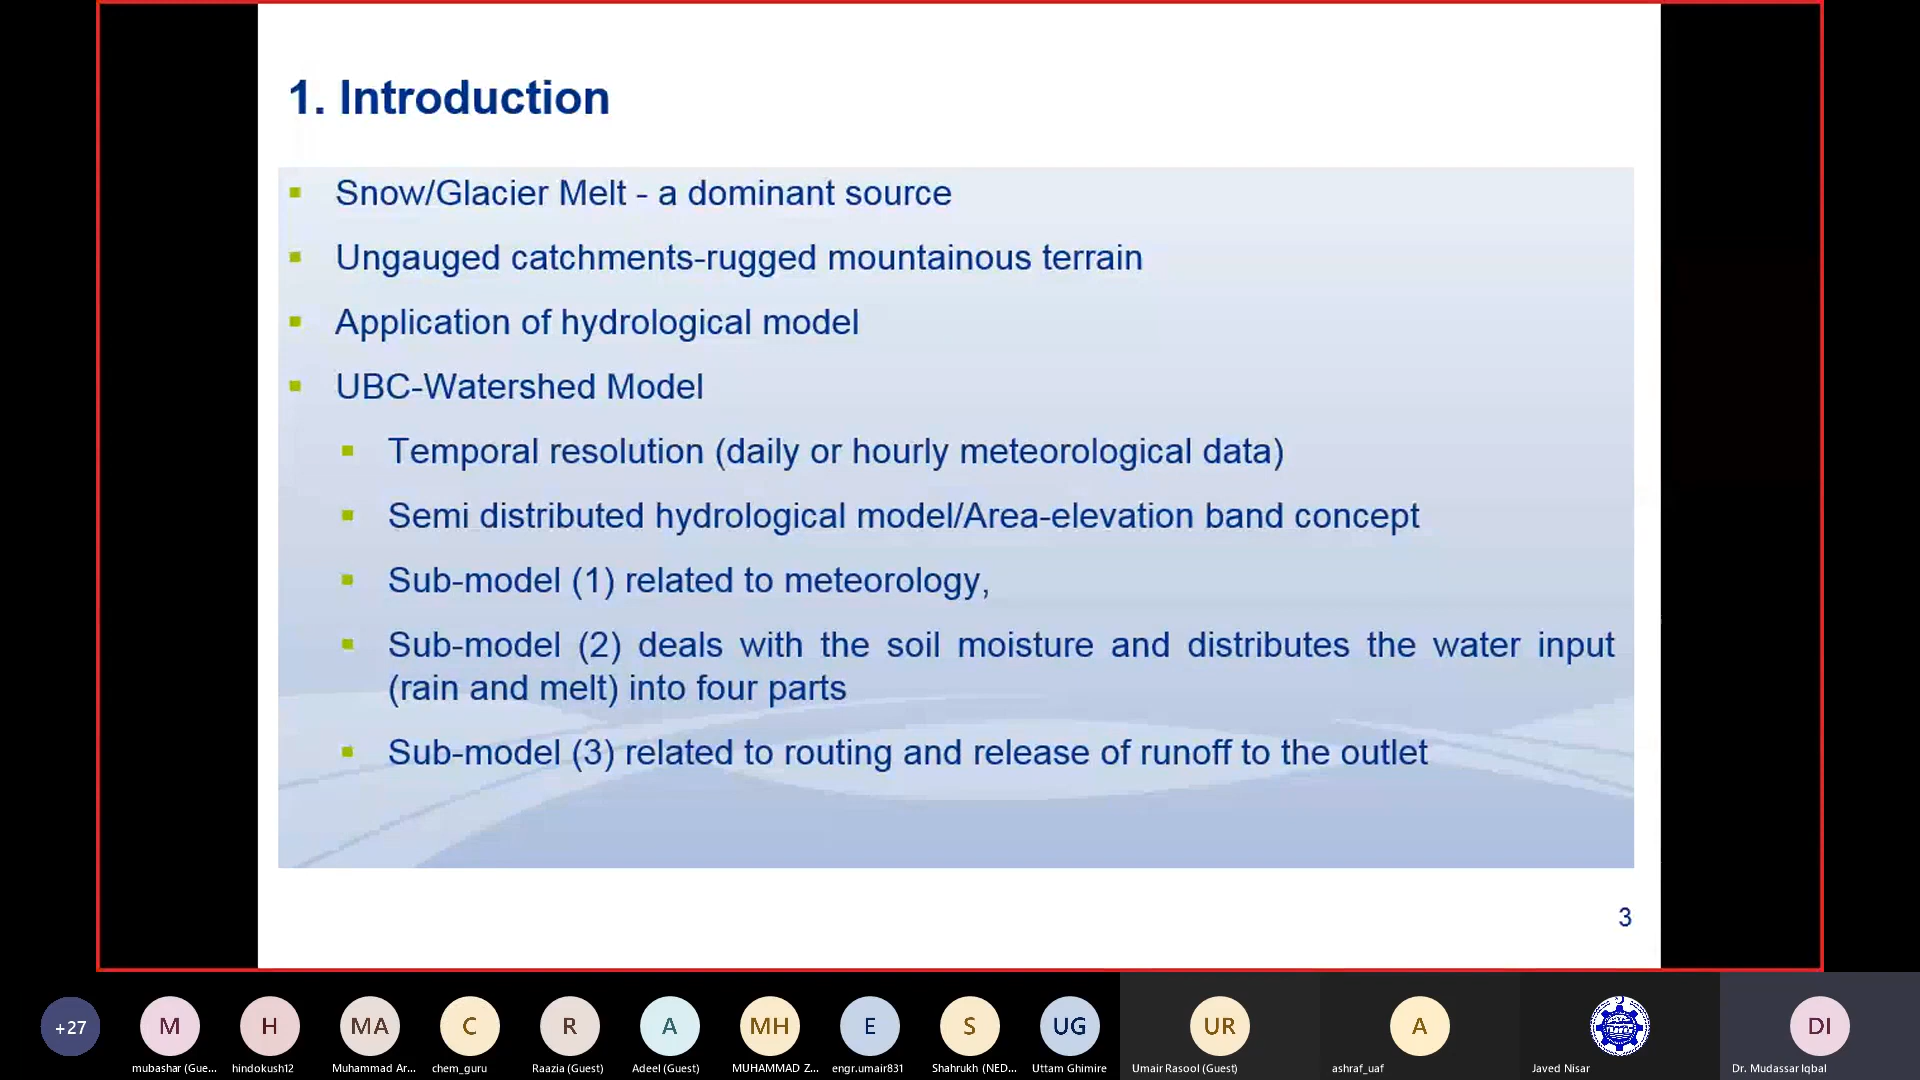 1. Introduction
Snow/Glacier Melt - a dominant source
Ungauged catchments-rugged mountainous terrain
Application of hydrological model
UBC-Watershed Model
Temporal resolution (daily or hourly meteorological data)
Semi distributed hydrological model/Area-elevation band concept
Sub-model (1) related to meteorology,
Sub-model (2) deals with the soil moisture and distributes the water input
(rain and melt) into four parts
Sub-model (3) related to routing and release of runoff to the outlet
3
+27 M H MA C R A MH E S UG UR A DI
mubashar (Gue... hindokush12 Muhammad Ar... chem_guru Raazia (Guest) Adeel (Guest) MUHAMMAD Z... engr.umair831 Shahrukh (NED... Uttam Ghimire Umair Rasool (Guest) ashraf_uaf Javed Nisar Dr. Mudassar Iqbal